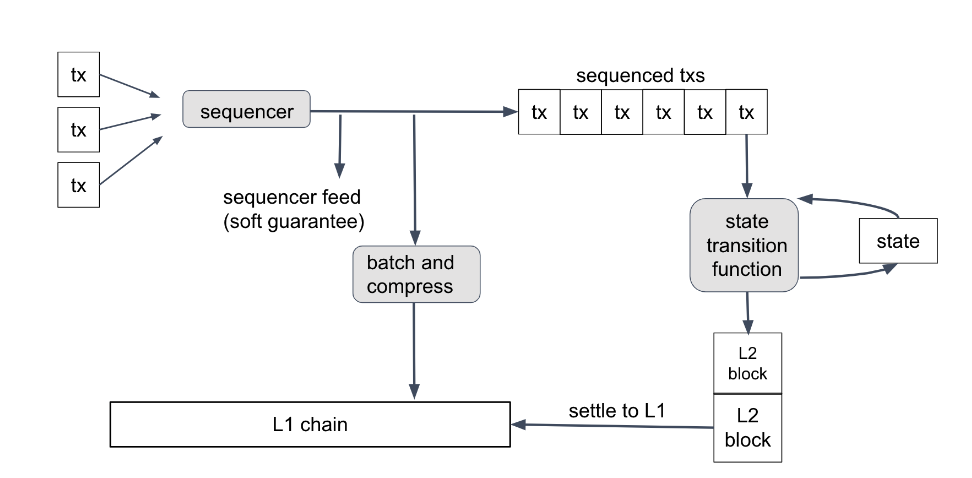 tx
tx
tx
sequencer
sequencer feed
(soft guarantee)
batch and
compress
sequenced txs
tx tx tx tx tx tx
state
transition
function
state
L2
block
L2
block
settle to L1
L1 chain